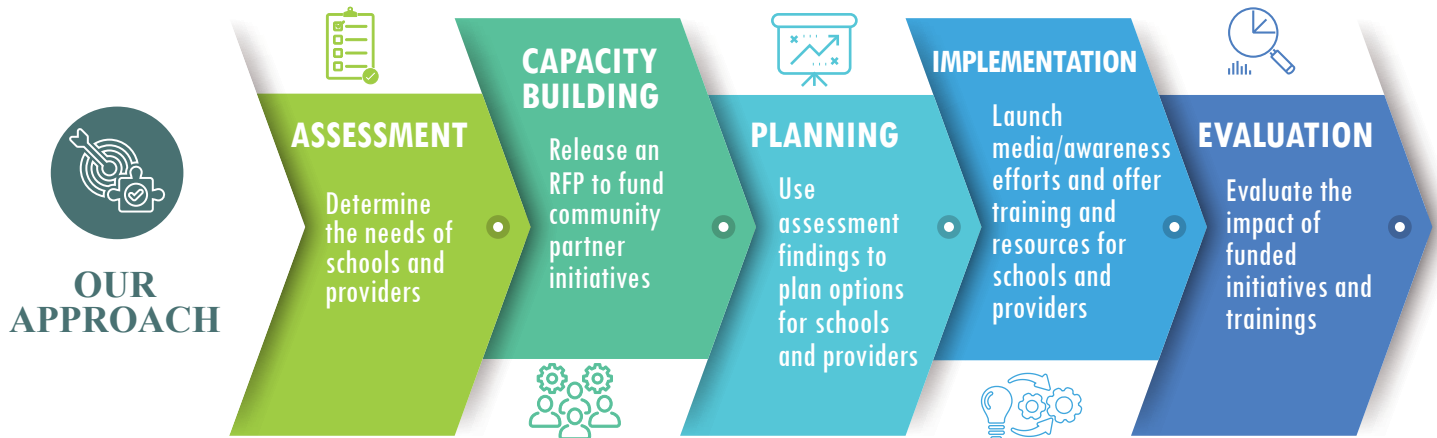 OUR
APPROACH
ASSESSMENT
Determine
the needs of
schools and
providers
CAPACITY
BUILDING
Release an
RFP to fund
community
partner
initiatives
PLANNING
Use
assessment
findings to
plan options
for schools
and providers
IMPLEMENTATION
Launch
media/awareness
efforts and offer
training and
resources for
schools and
providers
EVALUATION
Evaluate the
impact of
funded
initiatives and
trainings